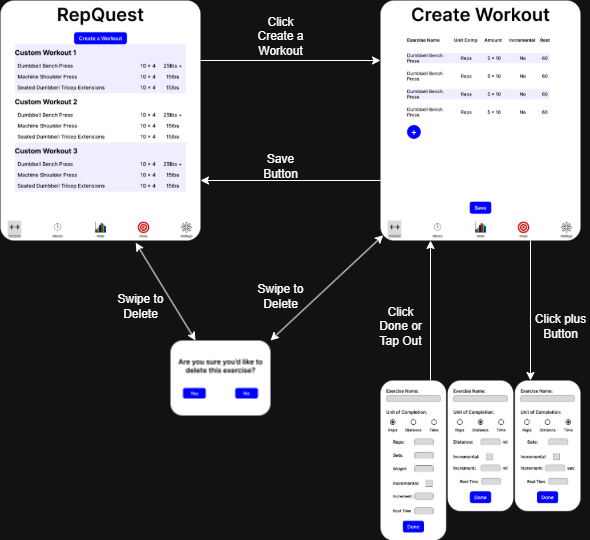 RepQuest
Create a Workout
Custom Workout 1
Dumbbell Bench Press 10 × 4 25lbs +
Machine Shoulder Press 10 × 4 15lbs
Seated Dumbbell Tricep Extensions 10 × 4 15lbs
Custom Workout 2
Dumbbell Bench Press 10 × 4 25lbs +
Machine Shoulder Press 10 × 4 15lbs
Seated Dumbbell Tricep Extensions 10 × 4 15lbs
Custom Workout 3
Dumbbell Bench Press 10 × 4 25lbs +
Machine Shoulder Press 10 × 4 15lbs
Seated Dumbbell Tricep Extensions 10 × 4 15lbs
Click
Create a
Workout
Save
Button
Create Workout
Exercise Name Unit Comp Amount Incremental Rest
Dumbbell Bench
Press Reps 5 × 10 No 60
Dumbbell Bench
Press Reps 5 × 10 No 60
Dumbbell Bench
Press Reps 5 × 10 No 60
Dumbbell Bench
Press Reps 5 × 10 No 60
+
Save
Swipe to
Delete
Swipe to
Delete
Are you sure you'd like to
delete this exercise?
Yes No
Click
Done or
Tap Out
Click plus
Button
Exercise Name:
Unit of Completion:
Reps Distance Time
Reps:
Sets:
Weight:
Incremental:
Increment:
Rest Time
Done
Exercise Name:
Unit of Completion:
Reps Distance Time
Distance: mi
Incremental:
Increment: mi
Rest Time
Done
Exercise Name:
Unit of Completion:
Reps Distance Time
Sets:
Incremental:
Increment: sec
Rest Time
Done